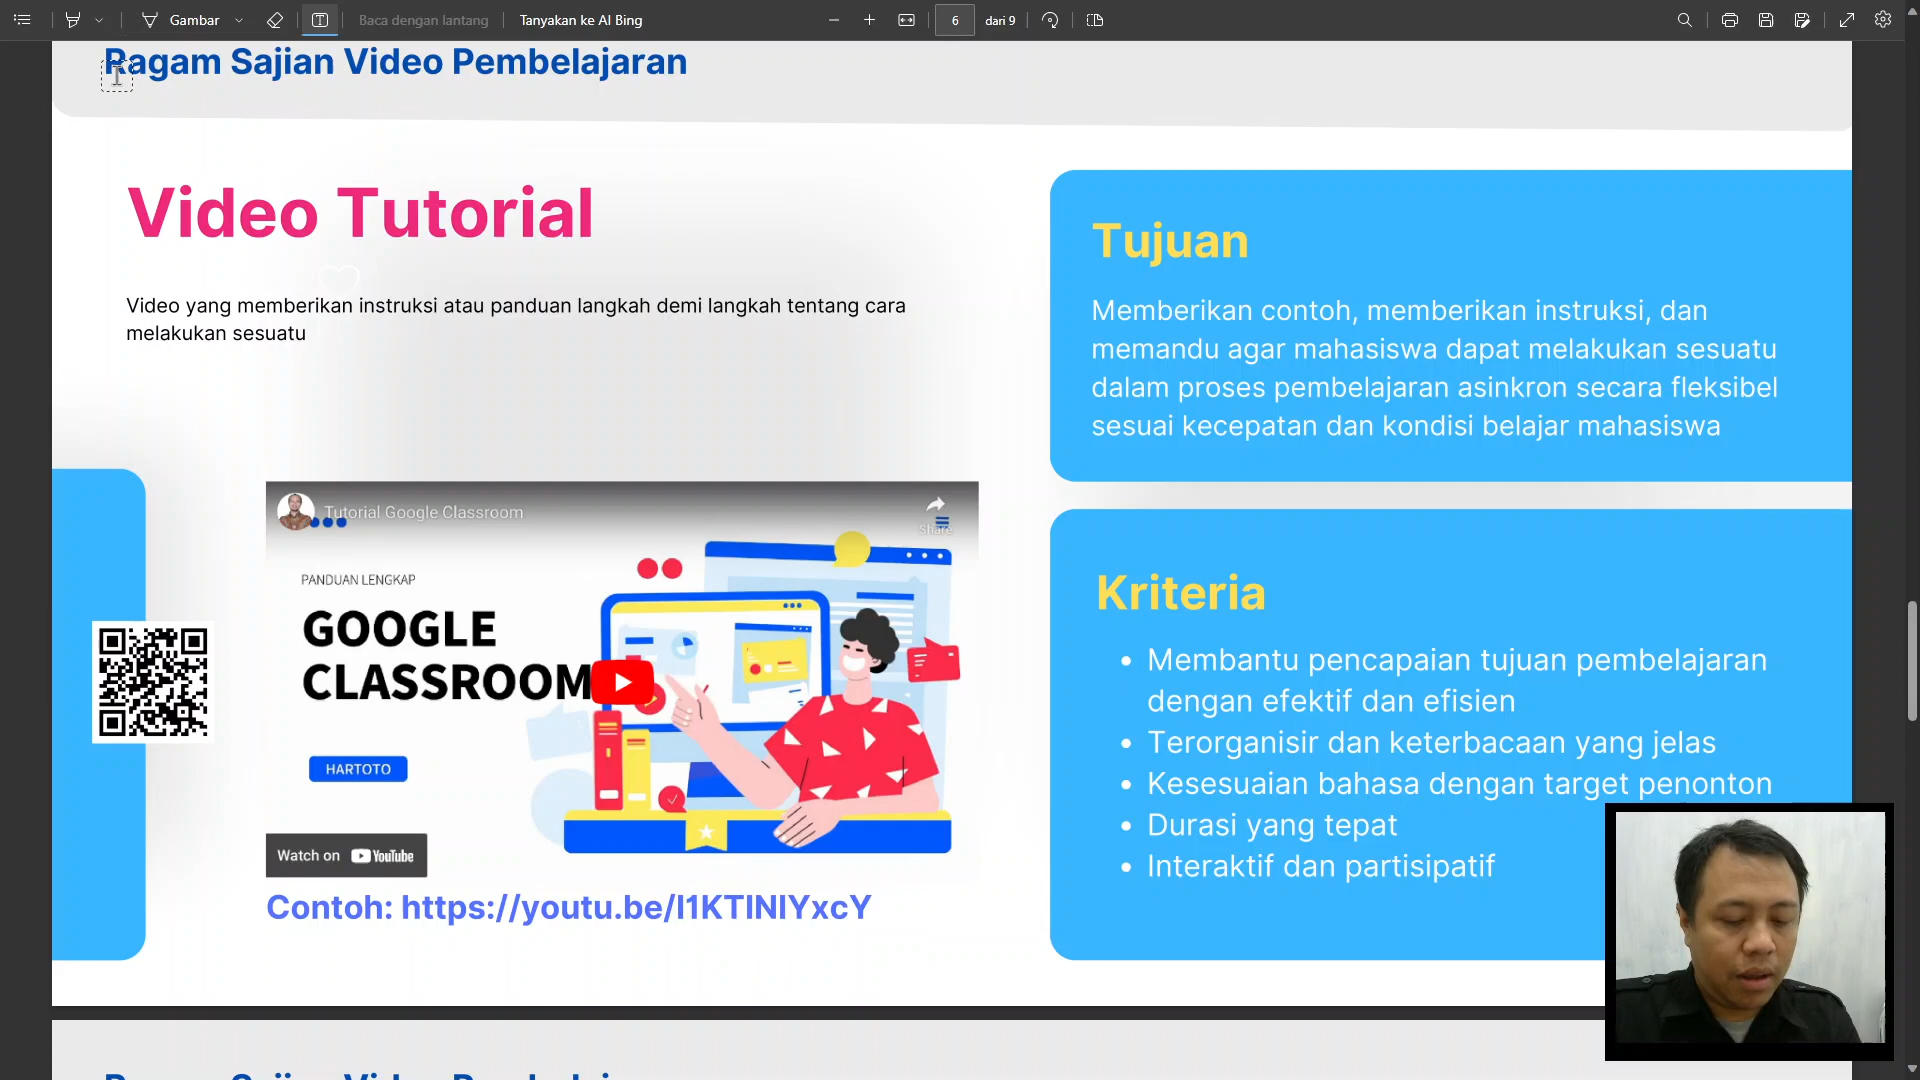 Gambar
Baca dengan lantang
Tanyakan ke AI Bing
6 dari 9
Ragam Sajian Video Pembelajaran
Video Tutorial
Video yang memberikan instruksi atau panduan langkah demi langkah tentang cara
melakukan sesuatu
Tutorial Google Classroom
Share
PANDUAN LENGKAP
GOOGLE
CLASSROOM
HARTOTO
Watch on YouTube
Contoh: https://youtu.be/I1KTlNIYxcY
Tujuan
Memberikan contoh, memberikan instruksi, dan
memandu agar mahasiswa dapat melakukan sesuatu
dalam proses pembelajaran asinkron secara fleksibel
sesuai kecepatan dan kondisi belajar mahasiswa
Kriteria
• Membantu pencapaian tujuan pembelajaran
dengan efektif dan efisien
• Terorganisir dan keterbacaan yang jelas
• Kesesuaian bahasa dengan target penonton
• Durasi yang tepat
• Interaktif dan partisipatif